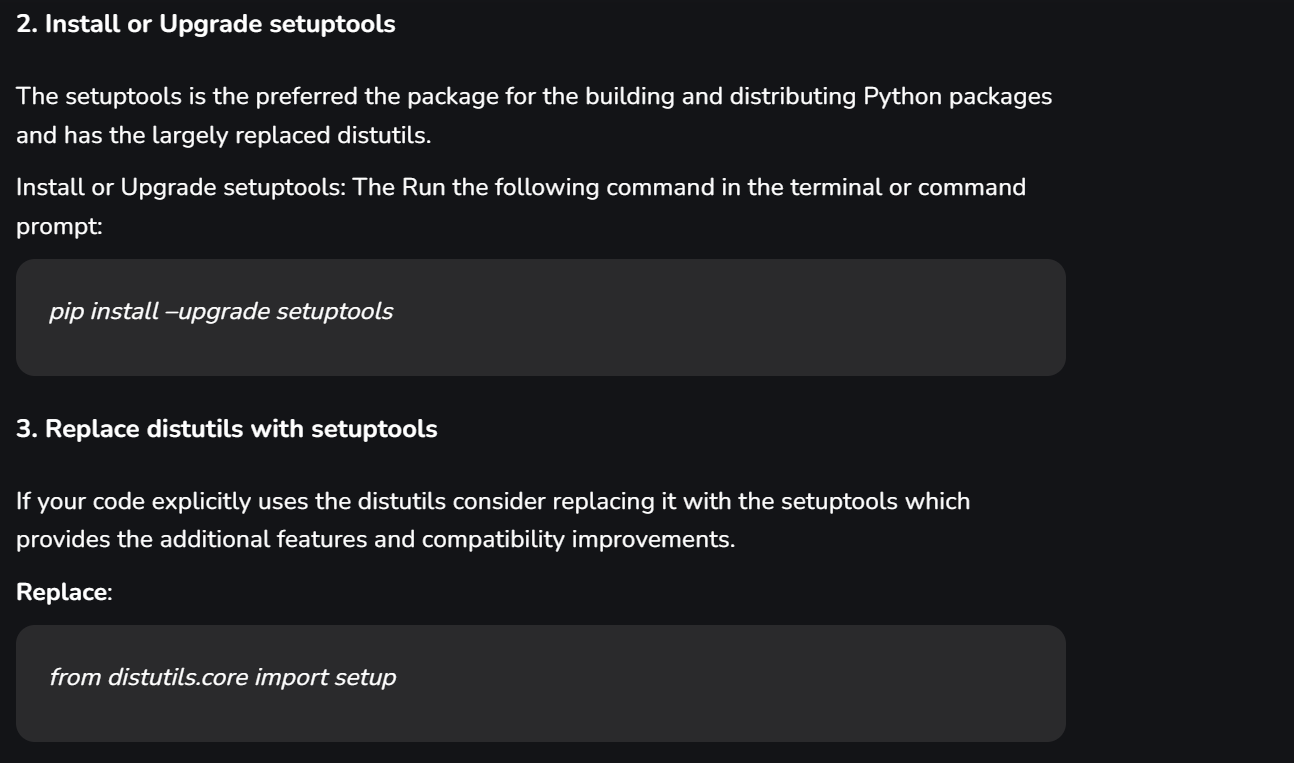 2. Install or Upgrade setuptools
The setuptools is the preferred the package for the building and distributing Python packages
and has the largely replaced distutils.
Install or Upgrade setuptools: The Run the following command in the terminal or command
prompt:
pip install –upgrade setuptools
3. Replace distutils with setuptools
If your code explicitly uses the distutils consider replacing it with the setuptools which
provides the additional features and compatibility improvements.
Replace:
from distutils.core import setup